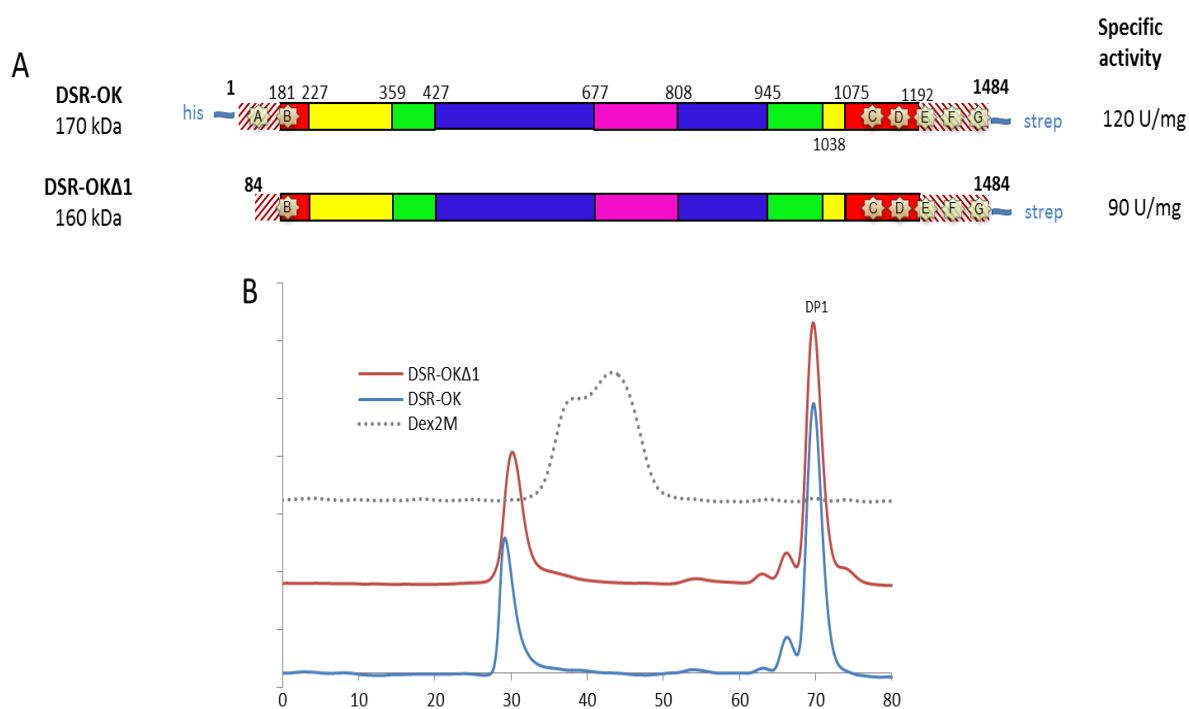 A
Specific
activity
DSR-OK
170 kDa
his
1
181
227
359
427
677
808
945
1075
1192
1484
A
B
C
D
E
F
G
strep
120 U/mg
1038
DSR-OKΔ1
160 kDa
84
1484
B
C
D
E
F
G
strep
90 U/mg
B
DP1
DSR-OKΔ1
DSR-OK
Dex2M
0 10 20 30 40 50 60 70 80